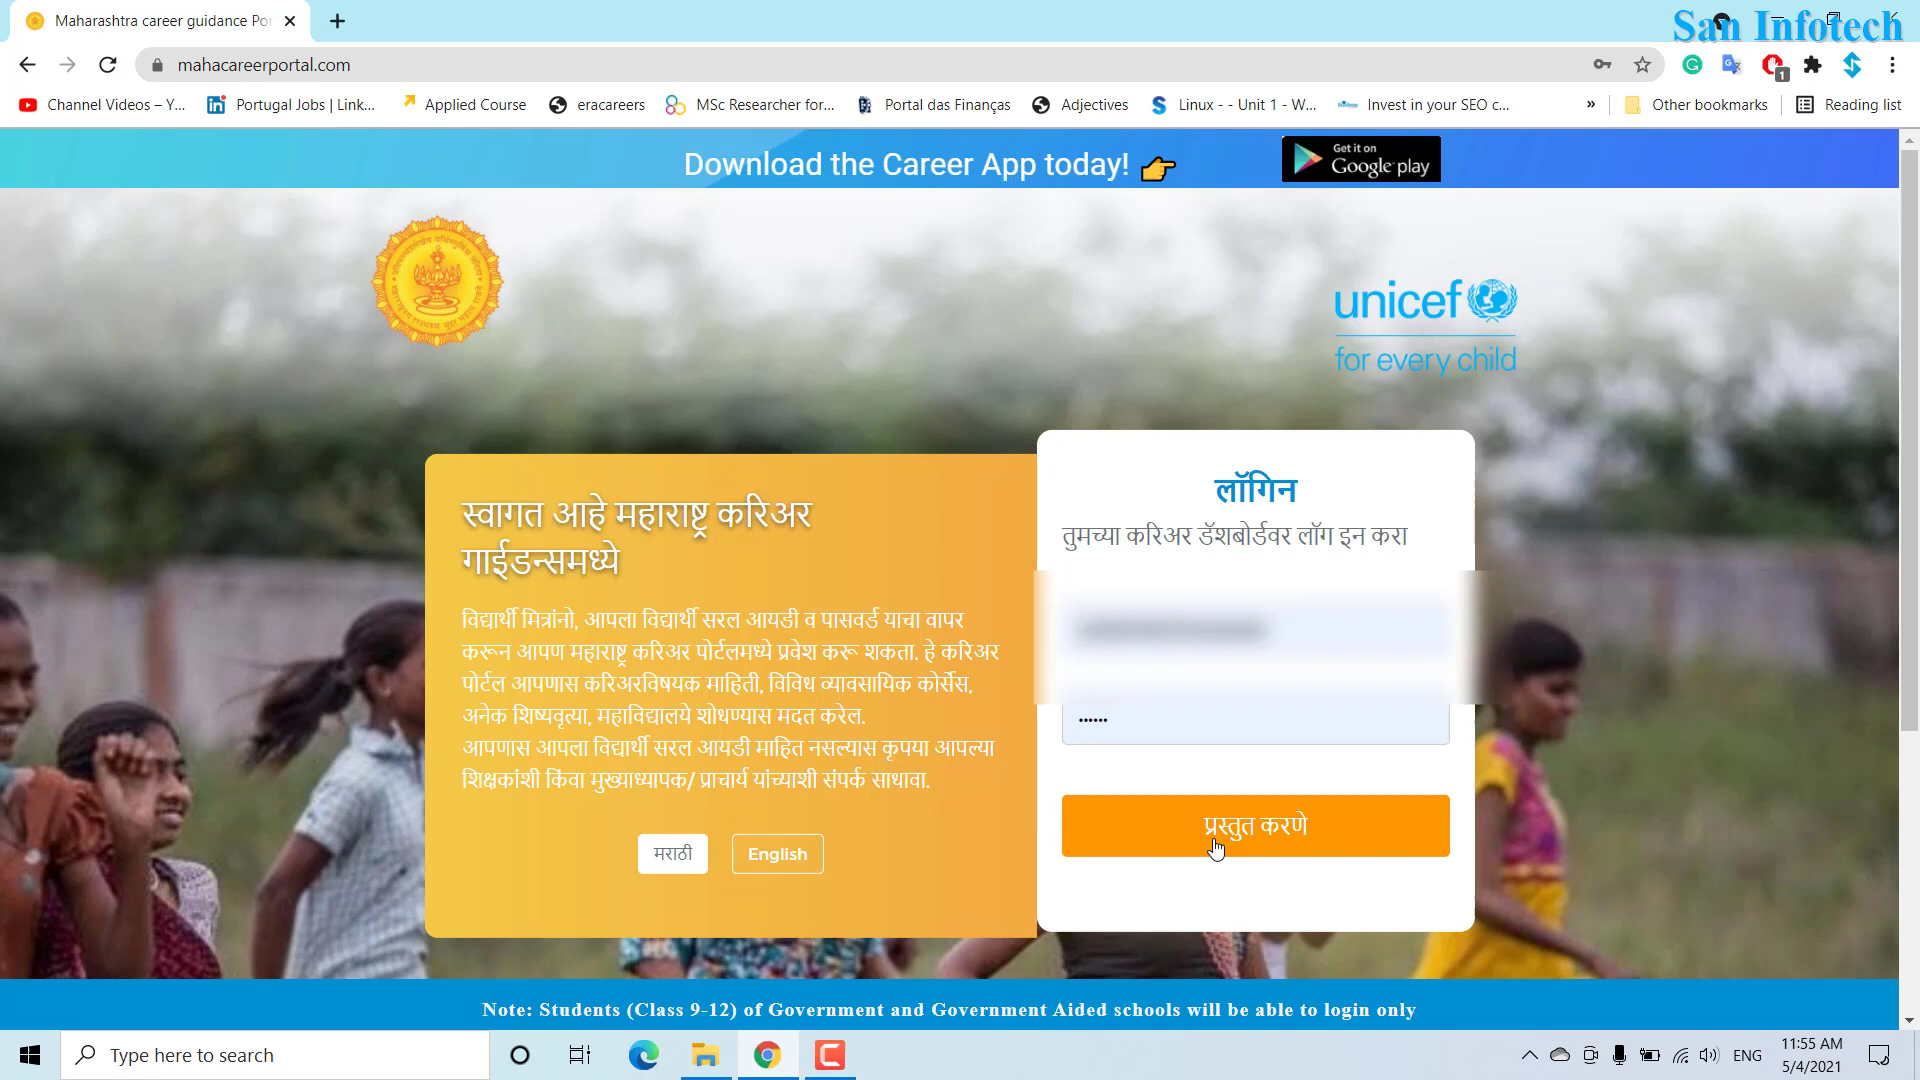 Maharashtra career guidance Por
San Infotech
mahacareerportal.com
1
Channel Videos – Y...
Portugal Jobs | Link...
Applied Course
eracareers
MSc Researcher for...
Portal das Finanças
Adjectives
Linux - - Unit 1 - W...
Invest in your SEO c...
»
Other bookmarks
Reading list
Download the Career App today!
Get it on
Google play
unicef
for every child
लॉगिन
तुमच्या करिअर डॅशबोर्डवर लॉग इन करा
स्वागत आहे महाराष्ट्र करिअर
गाईडन्समध्ये
विद्यार्थी मित्रांनो, आपला विद्यार्थी सरल आयडी व पासवर्ड याचा वापर
करून आपण महाराष्ट्र करिअर पोर्टलमध्ये प्रवेश करू शकता. हे करिअर
पोर्टल आपणास करिअरविषयक माहिती, विविध व्यावसायिक कोर्सेस,
अनेक शिष्यवृत्या, महाविद्यालये शोधण्यास मदत करेल.
आपणास आपला विद्यार्थी सरल आयडी माहित नसल्यास कृपया आपल्या
शिक्षकांशी किंवा मुख्याध्यापक/ प्राचार्य यांच्याशी संपर्क साधावा.
••••••
प्रस्तुत करणे
मराठी
English
Note: Students (Class 9-12) of Government and Government Aided schools will be able to login only
Type here to search
ENG
11:55 AM
5/4/2021